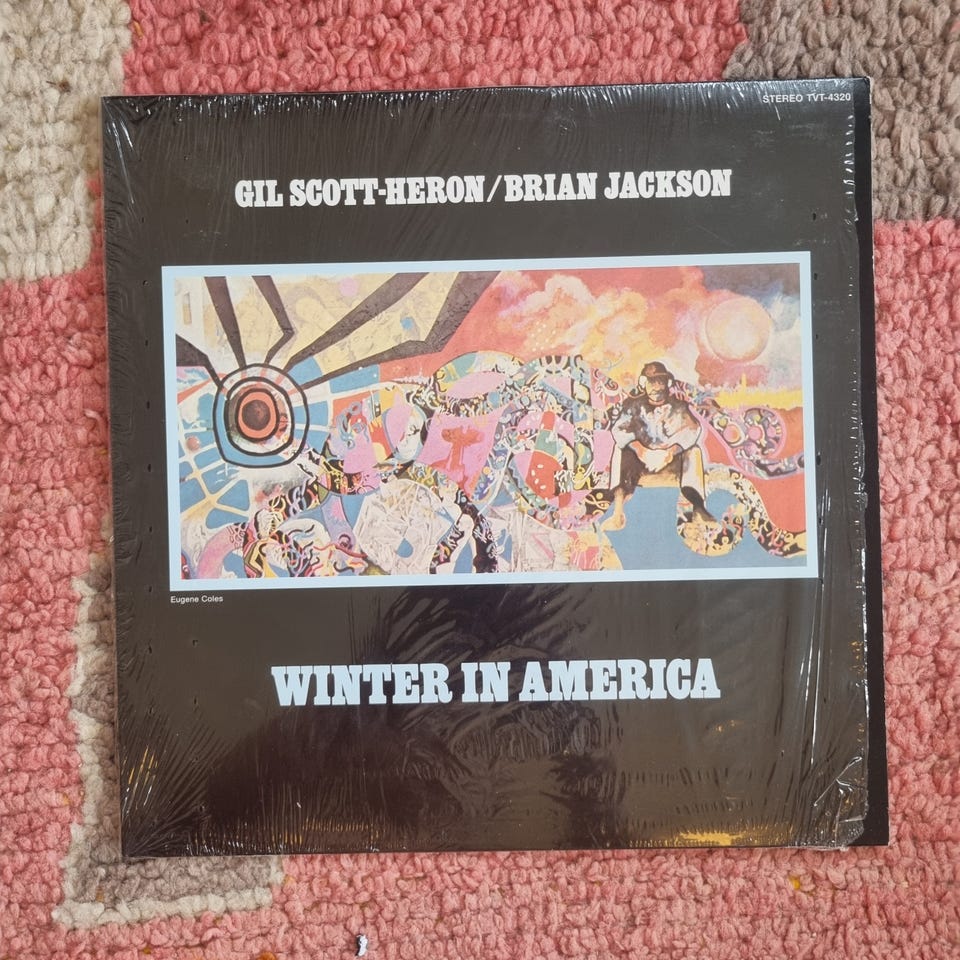 STEREO TVT-4320
GIL SCOTT-HERON/BRIAN JACKSON
Eugene Coles
WINTER IN AMERICA